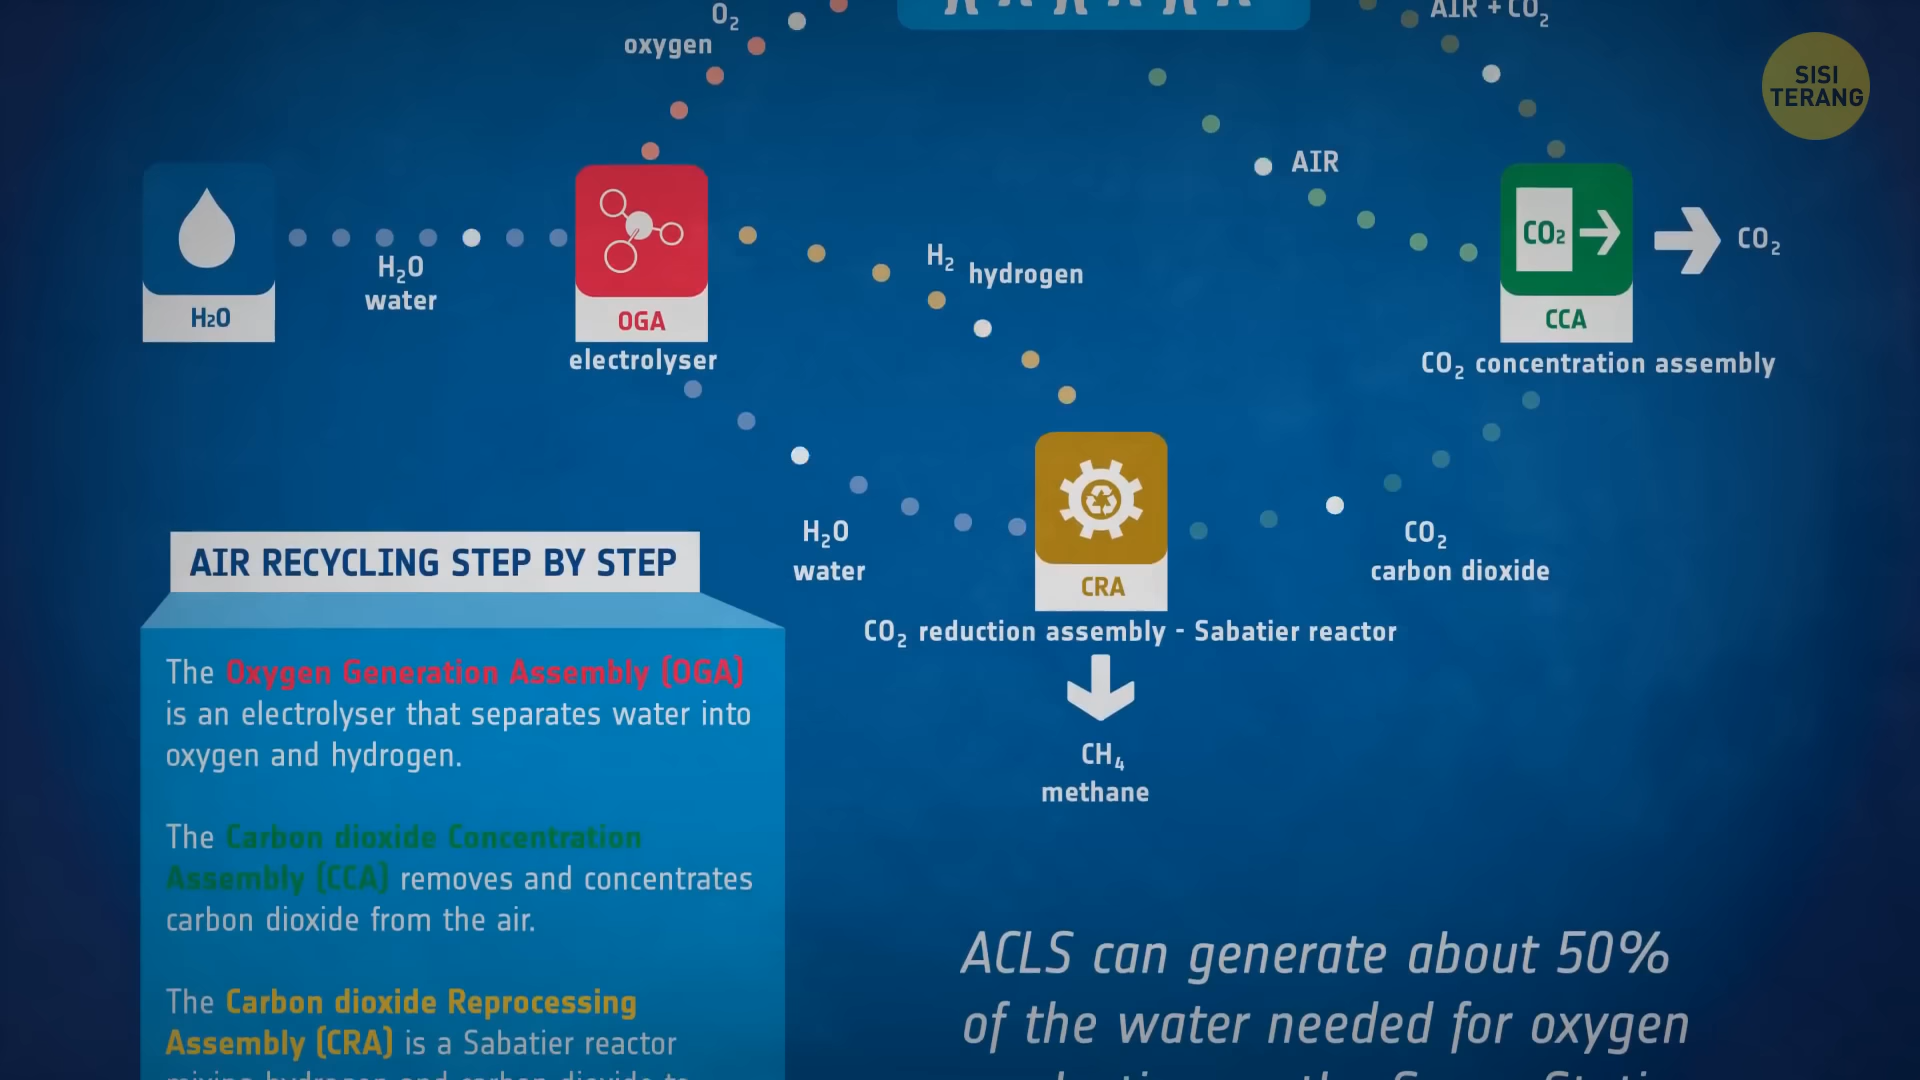 O₂
oxygen
AIR + CO₂
SISI
TERANG
AIR
H₂O
H₂O
water
OGA
electrolyser
H₂ hydrogen
CO₂
CCA
CO₂
CO₂ concentration assembly
H₂O
water
CRA
CO₂
carbon dioxide
CO₂ reduction assembly - Sabatier reactor
CH₄
methane
AIR RECYCLING STEP BY STEP
The Oxygen Generation Assembly (OGA)
is an electrolyser that separates water into
oxygen and hydrogen.
The Carbon dioxide Concentration
Assembly (CCA) removes and concentrates
carbon dioxide from the air.
The Carbon dioxide Reprocessing
Assembly (CRA) is a Sabatier reactor
ACLS can generate about 50%
of the water needed for oxygen